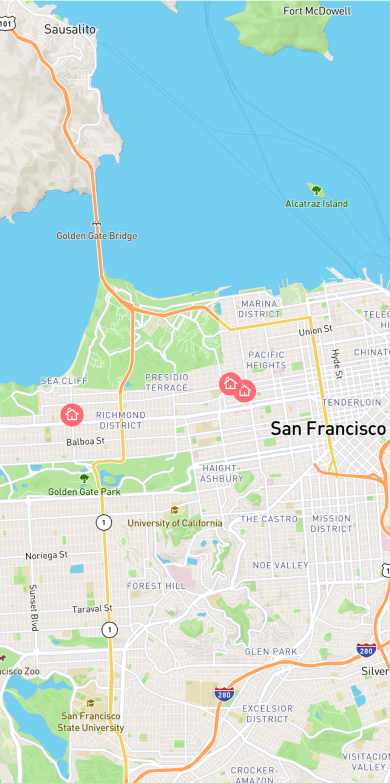 101
Sausalito
Fort McDowell
Alcatraz Island
Golden Gate Bridge
MARINA
DISTRICT
Union St
TELEG
HI
Hyde St
CHINAT
PACIFIC
HEIGHTS
SEA CLIFF
PRESIDIO
TERRACE
TENDERLOIN
RICHMOND
DISTRICT
San Francisco
Balboa St
HAIGHT-
ASHBURY
Golden Gate Park
1
University of California
THE CASTRO
MISSION
DISTRICT
Noriega St
NOE VALLEY
1
FOREST HILL
Sunset Blvd
Taraval St
1
GLEN PARK
280
cisco Zoo
Silver
280
San Francisco
State University
EXCELSIOR
DISTRICT
VISITACIO
VALLEY
CROCKER-
AMAZON